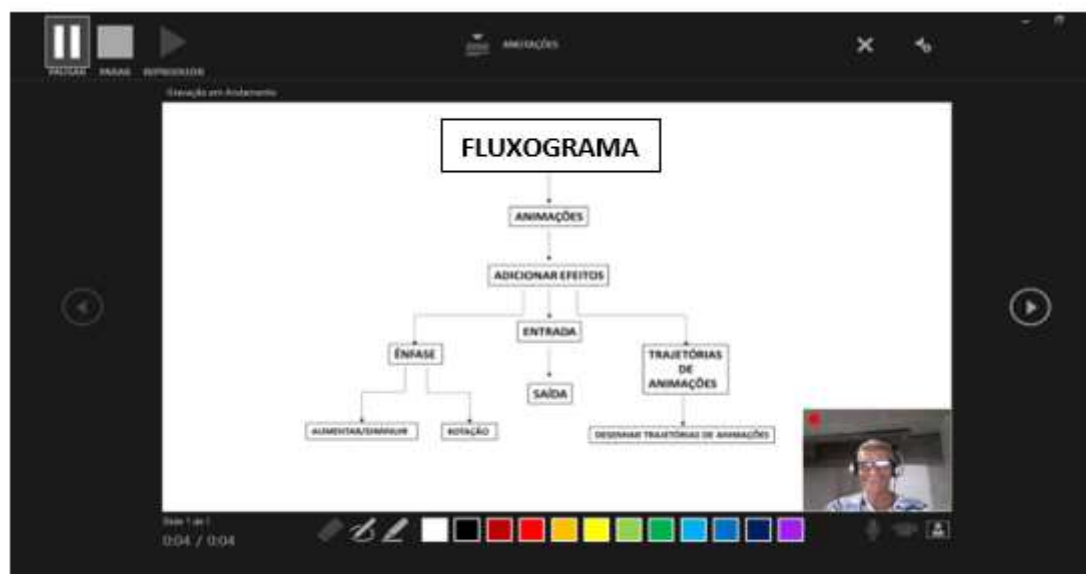 PAUSAR PARAR REPRODUZIR
ANOTAÇÕES
Gravação em Andamento
FLUXOGRAMA
ANIMAÇÕES
ADICIONAR EFEITOS
ÊNFASE
ENTRADA
TRAJETÓRIAS
DE
ANIMAÇÕES
SAÍDA
AUMENTAR/DIMINUIR
ROTAÇÃO
DESENHAR TRAJETÓRIAS DE ANIMAÇÕES
Slide 1 de 1
0:04 / 0:04